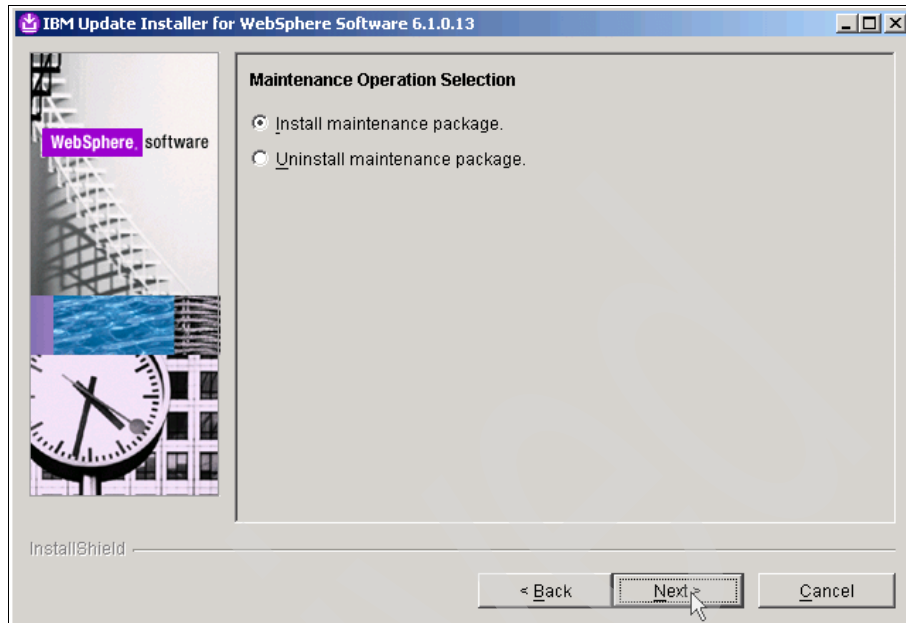 IBM Update Installer for WebSphere Software 6.1.0.13
WebSphere. software
Maintenance Operation Selection
Install maintenance package.
Uninstall maintenance package.
InstallShield
< Back
Next >
Cancel